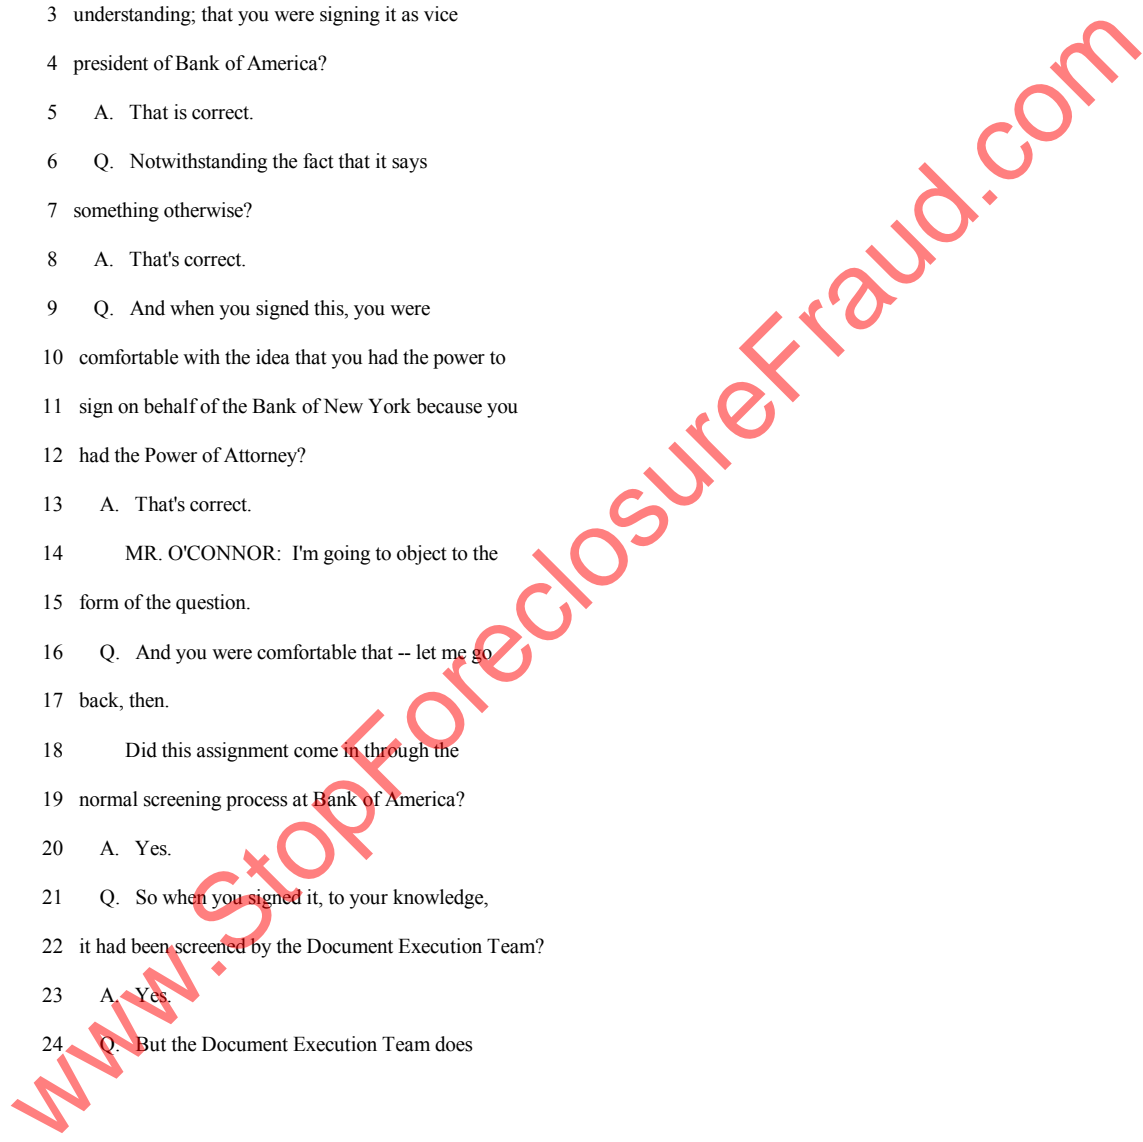 3 understanding; that you were signing it as vice
4 president of Bank of America?
5 A. That is correct.
6 Q. Notwithstanding the fact that it says
7 something otherwise?
8 A. That's correct.
9 Q. And when you signed this, you were
10 comfortable with the idea that you had the power to
11 sign on behalf of the Bank of New York because you
12 had the Power of Attorney?
13 A. That's correct.
14 MR. O'CONNOR: I'm going to object to the
15 form of the question.
16 Q. And you were comfortable that -- let me go
17 back, then.
18 Did this assignment come in through the
19 normal screening process at Bank of America?
20 A. Yes.
21 Q. So when you signed it, to your knowledge,
22 it had been screened by the Document Execution Team?
23 A. Yes.
24 Q. But the Document Execution Team does
www.StopForeclosureFraud.com